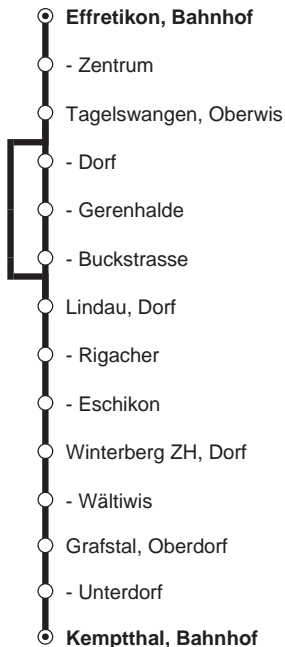 Effretikon, Bahnhof
- Zentrum
Tagelswangen, Oberwis
- Dorf
- Gerenhalde
- Buckstrasse
Lindau, Dorf
- Rigacher
- Eschikon
Winterberg ZH, Dorf
- Wältiwis
Grafstal, Oberdorf
- Unterdorf
Kemptthal, Bahnhof